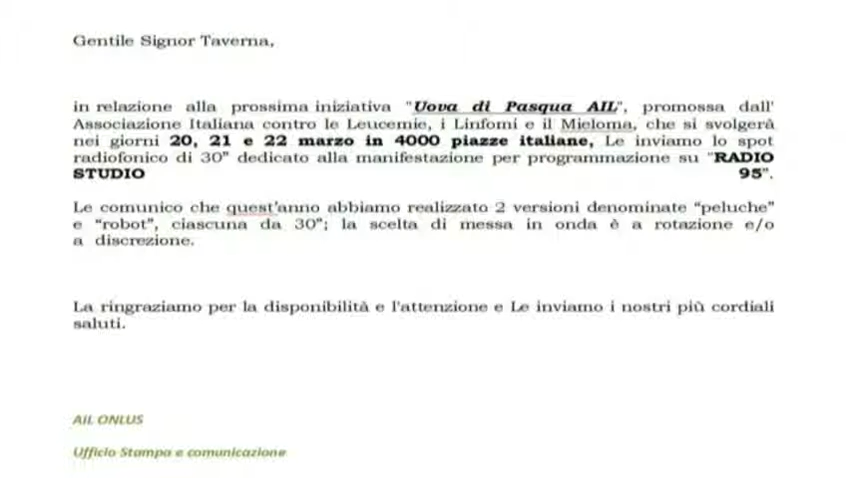 Gentile Signor Taverna,
in relazione alla prossima iniziativa "Uova di Pasqua AIL", promossa dall'
Associazione Italiana contro le Leucemie, i Linfomi e il Mieloma, che si svolgerà
nei giorni 20, 21 e 22 marzo in 4000 piazze italiane, Le inviamo lo spot
radiofonico di 30" dedicato alla manifestazione per programmazione su "RADIO
STUDIO 95".
Le comunico che quest'anno abbiamo realizzato 2 versioni denominate "peluche"
e "robot", ciascuna da 30"; la scelta di messa in onda è a rotazione e/o
a discrezione.
La ringraziamo per la disponibilità e l'attenzione e Le inviamo i nostri più cordiali
saluti.
AIL ONLUS
Ufficio Stampa e comunicazione